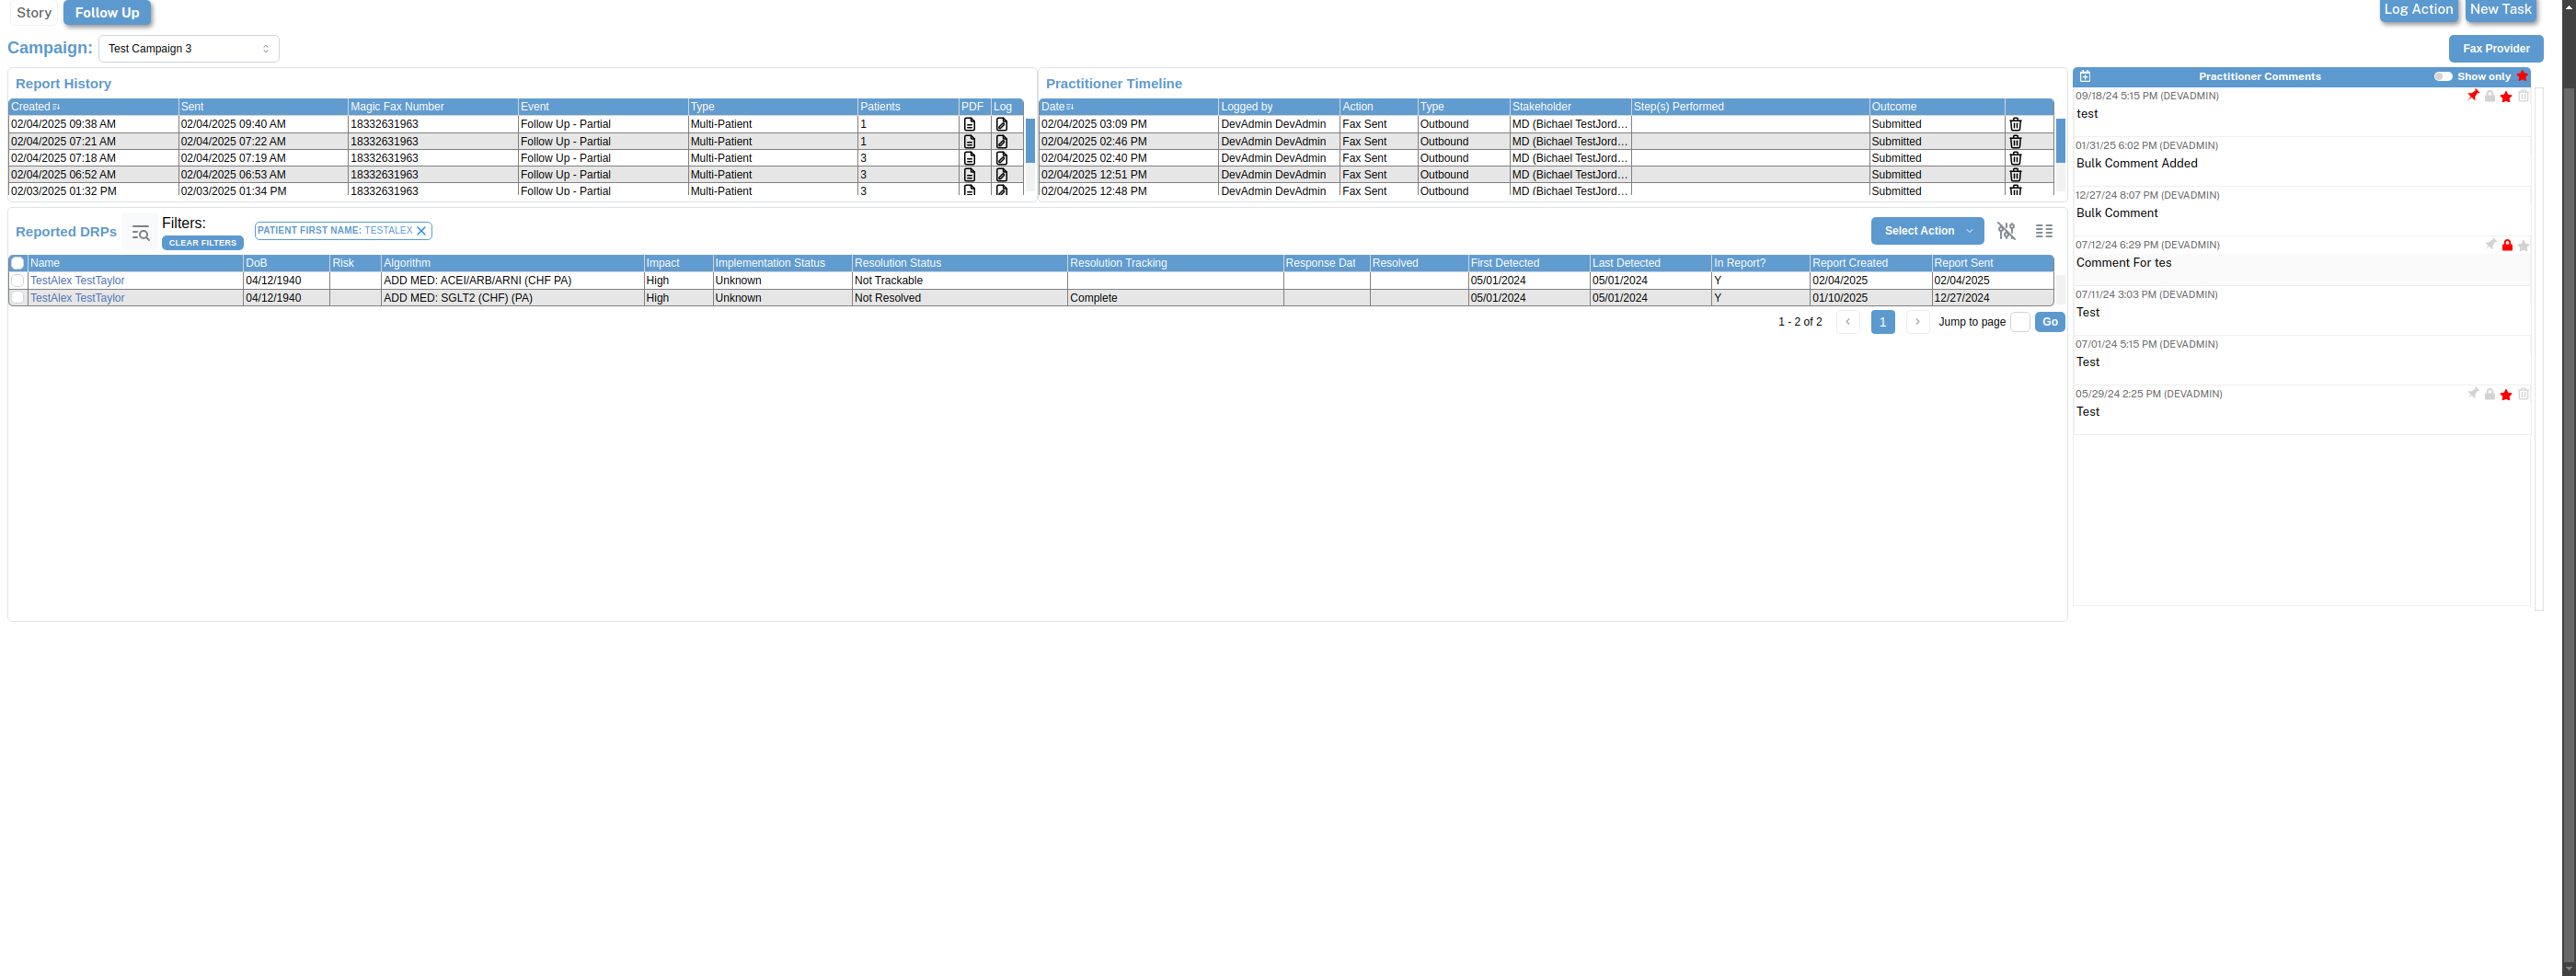 Story Follow Up Log Action New Task
Campaign: Test Campaign 3 Fax Provider
Report History
Created Sent Magic Fax Number Event Type Patients PDF Log
02/04/2025 09:38 AM 02/04/2025 09:40 AM 18332631963 Follow Up - Partial Multi-Patient 1
02/04/2025 07:21 AM 02/04/2025 07:22 AM 18332631963 Follow Up - Partial Multi-Patient 1
02/04/2025 07:18 AM 02/04/2025 07:19 AM 18332631963 Follow Up - Partial Multi-Patient 3
02/04/2025 06:52 AM 02/04/2025 06:53 AM 18332631963 Follow Up - Partial Multi-Patient 3
02/03/2025 01:32 PM 02/03/2025 01:34 PM 18332631963 Follow Up - Partial Multi-Patient 3
Practitioner Timeline
Date Logged by Action Type Stakeholder Step(s) Performed Outcome
02/04/2025 03:09 PM DevAdmin DevAdmin Fax Sent Outbound MD (Bichael TestJord... Submitted
02/04/2025 02:46 PM DevAdmin DevAdmin Fax Sent Outbound MD (Bichael TestJord... Submitted
02/04/2025 02:40 PM DevAdmin DevAdmin Fax Sent Outbound MD (Bichael TestJord... Submitted
02/04/2025 12:51 PM DevAdmin DevAdmin Fax Sent Outbound MD (Bichael TestJord... Submitted
02/04/2025 12:48 PM DevAdmin DevAdmin Fax Sent Outbound MD (Bichael TestJord... Submitted
Reported DRPs Filters:
CLEAR FILTERS
PATIENT FIRST NAME: TESTALEX
Select Action
Name DoB Risk Algorithm Impact Implementation Status Resolution Status Resolution Tracking Response Dat Resolved First Detected Last Detected In Report? Report Created Report Sent
TestAlex TestTaylor 04/12/1940 ADD MED: ACEI/ARB/ARNI (CHF PA) High Unknown Not Trackable 05/01/2024 05/01/2024 Y 02/04/2025 02/04/2025
TestAlex TestTaylor 04/12/1940 ADD MED: SGLT2 (CHF) (PA) High Unknown Not Resolved Complete 05/01/2024 05/01/2024 Y 01/10/2025 12/27/2024
1 - 2 of 2 1 Jump to page Go
Practitioner Comments Show only
09/18/24 5:15 PM (DEVADMIN)
test
01/31/25 6:02 PM (DEVADMIN)
Bulk Comment Added
12/27/24 8:07 PM (DEVADMIN)
Bulk Comment
07/12/24 6:29 PM (DEVADMIN)
Comment For tes
07/11/24 3:03 PM (DEVADMIN)
Test
07/01/24 5:15 PM (DEVADMIN)
Test
05/29/24 2:25 PM (DEVADMIN)
Test